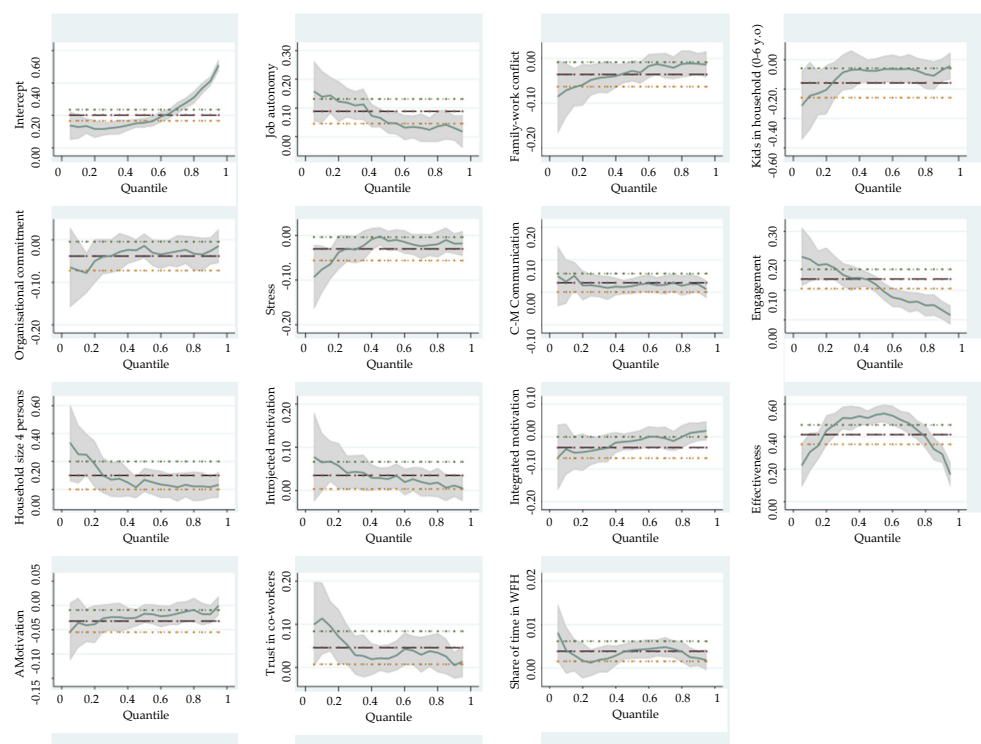 Intercept
0.00 0.20 0.40 0.60
0 0.2 0.4 0.6 0.8 1
Quantile
Job autonomy
0.00 0.10 0.20 0.30
0 0.2 0.4 0.6 0.8 1
Quantile
Family-work conflict
-0.20 -0.10 0.00
0 0.2 0.4 0.6 0.8 1
Quantile
Kids in household (0-6 y.o)
-0.60 -0.40 -0.20 0.00
0 0.2 0.4 0.6 0.8 1
Quantile
Organisational commitment
-0.20 -0.10 0.00
0 0.2 0.4 0.6 0.8 1
Quantile
Stress
-0.20 -0.10 0.00
0 0.2 0.4 0.6 0.8 1
Quantile
C-M Communication
-0.10 0.00 0.10 0.20
0 0.2 0.4 0.6 0.8 1
Quantile
Engagement
0.00 0.10 0.20 0.30
0 0.2 0.4 0.6 0.8 1
Quantile
Household size 4 persons
0.00 0.20 0.40 0.60
0 0.2 0.4 0.6 0.8 1
Quantile
Introjected motivation
0.00 0.10 0.20
0 0.2 0.4 0.6 0.8 1
Quantile
Integrated motivation
-0.20 -0.10 0.00 0.10
0 0.2 0.4 0.6 0.8 1
Quantile
Effectiveness
0.00 0.20 0.40 0.60
0 0.2 0.4 0.6 0.8 1
Quantile
AMotivation
-0.15 -0.10 -0.05 0.00 0.05
0 0.2 0.4 0.6 0.8 1
Quantile
Trust in co-workers
0.00 0.10 0.20
0 0.2 0.4 0.6 0.8 1
Quantile
Share of time in WFH
0.00 0.01 0.02
0 0.2 0.4 0.6 0.8 1
Quantile